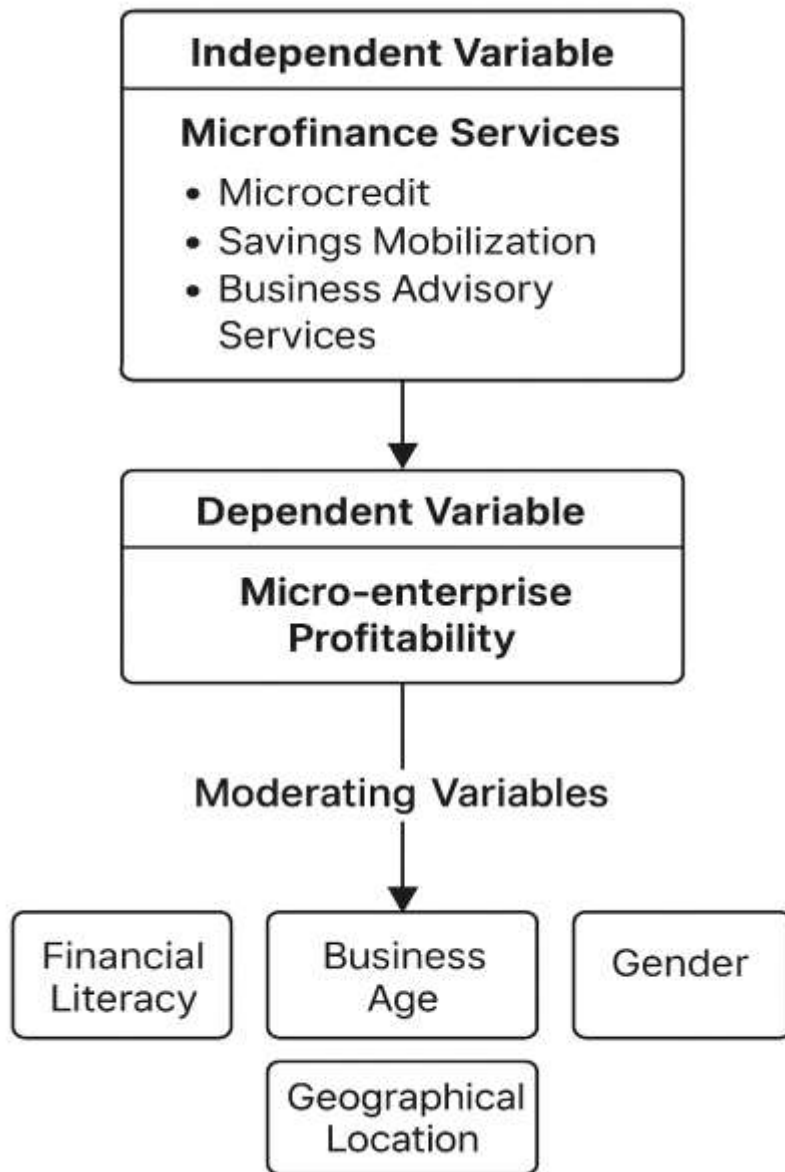 Independent Variable
Microfinance Services
• Microcredit
• Savings Mobilization
• Business Advisory
Services
Dependent Variable
Micro-enterprise
Profitability
Moderating Variables
Financial
Literacy
Business
Age
Gender
Geographical
Location